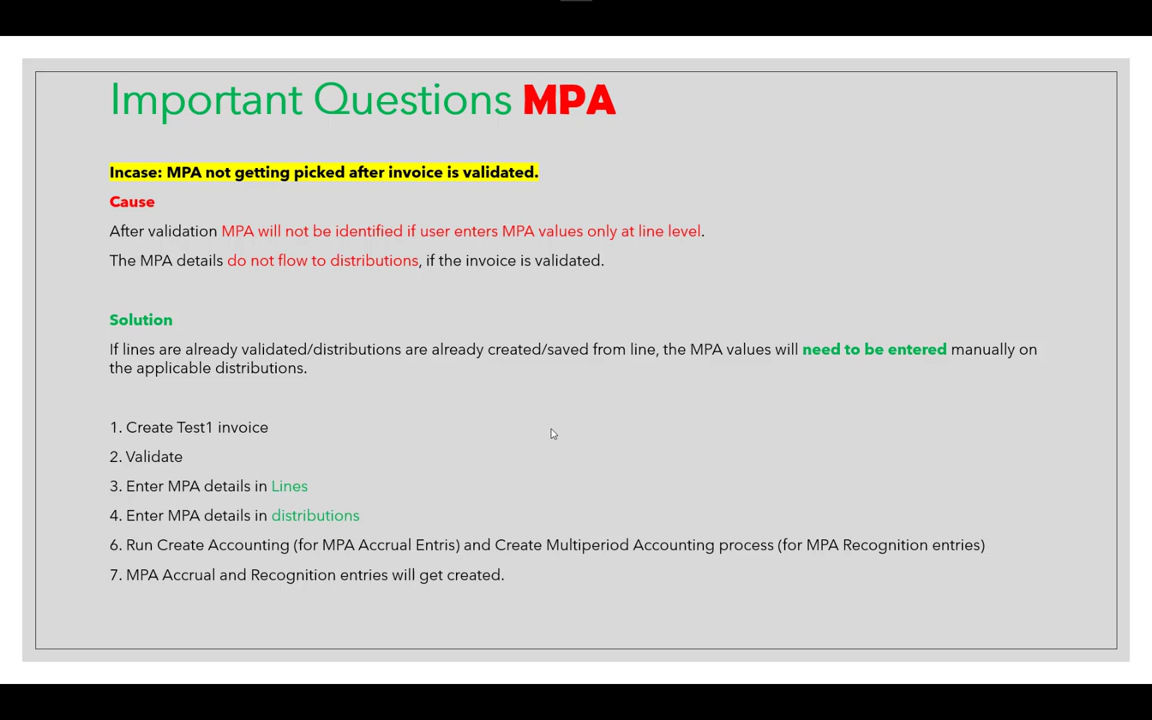 Important Questions MPA
Incase: MPA not getting picked after invoice is validated.
Cause
After validation MPA will not be identified if user enters MPA values only at line level.
The MPA details do not flow to distributions, if the invoice is validated.
Solution
If lines are already validated/distributions are already created/saved from line, the MPA values will need to be entered manually on
the applicable distributions.
1. Create Test1 invoice
2. Validate
3. Enter MPA details in Lines
4. Enter MPA details in distributions
6. Run Create Accounting (for MPA Accrual Entris) and Create Multiperiod Accounting process (for MPA Recognition entries)
7. MPA Accrual and Recognition entries will get created.